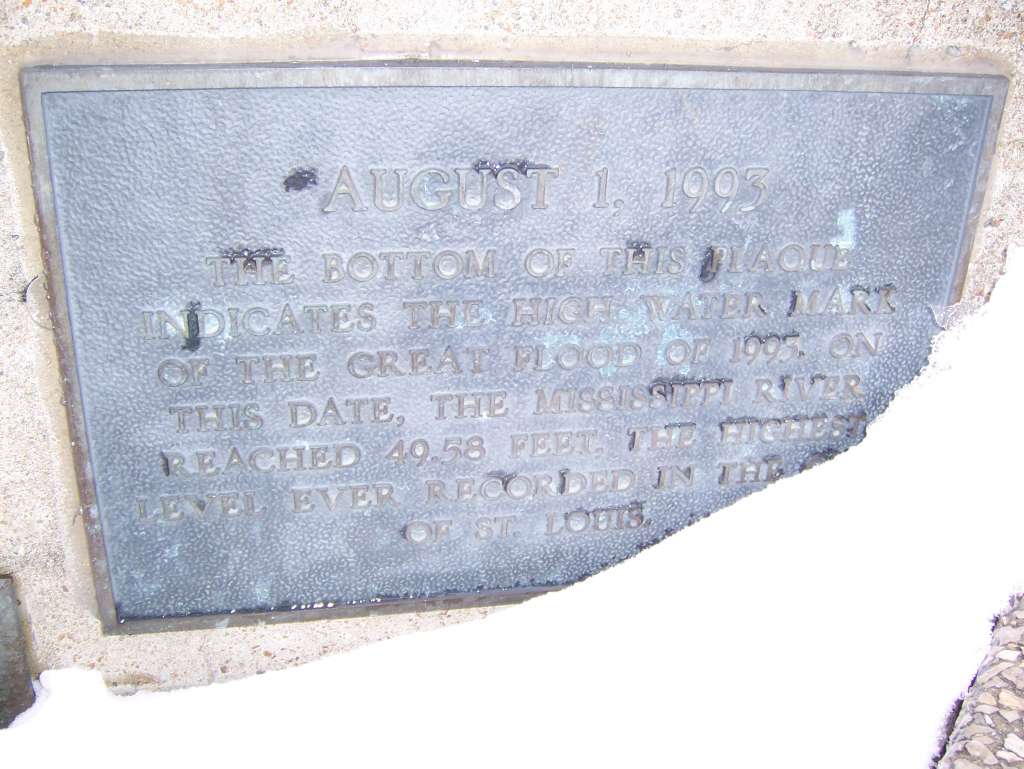 AUGUST 1, 1993
THE BOTTOM OF THIS PLAQUE
INDICATES THE HIGH WATER MARK
OF THE GREAT FLOOD OF 1993. ON
THIS DATE, THE MISSISSIPPI RIVER
REACHED 49.58 FEET, THE HIGHEST
LEVEL EVER RECORDED IN THE
OF ST. LOUIS.